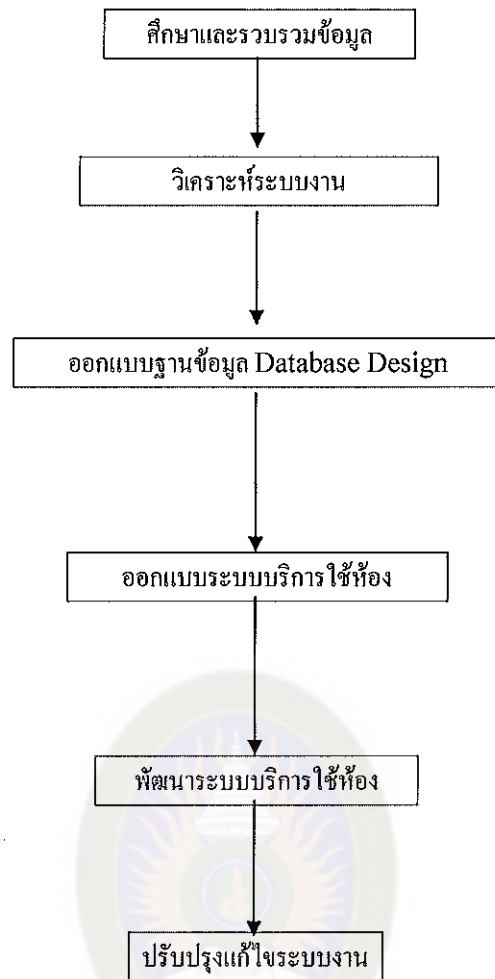 ศึกษาและรวบรวมข้อมูล
วิเคราะห์ระบบงาน
ออกแบบฐานข้อมูล Database Design
ออกแบบระบบบริการใช้ห้อง
พัฒนาระบบบริการใช้ห้อง
ปรับปรุงแก้ไขระบบงาน